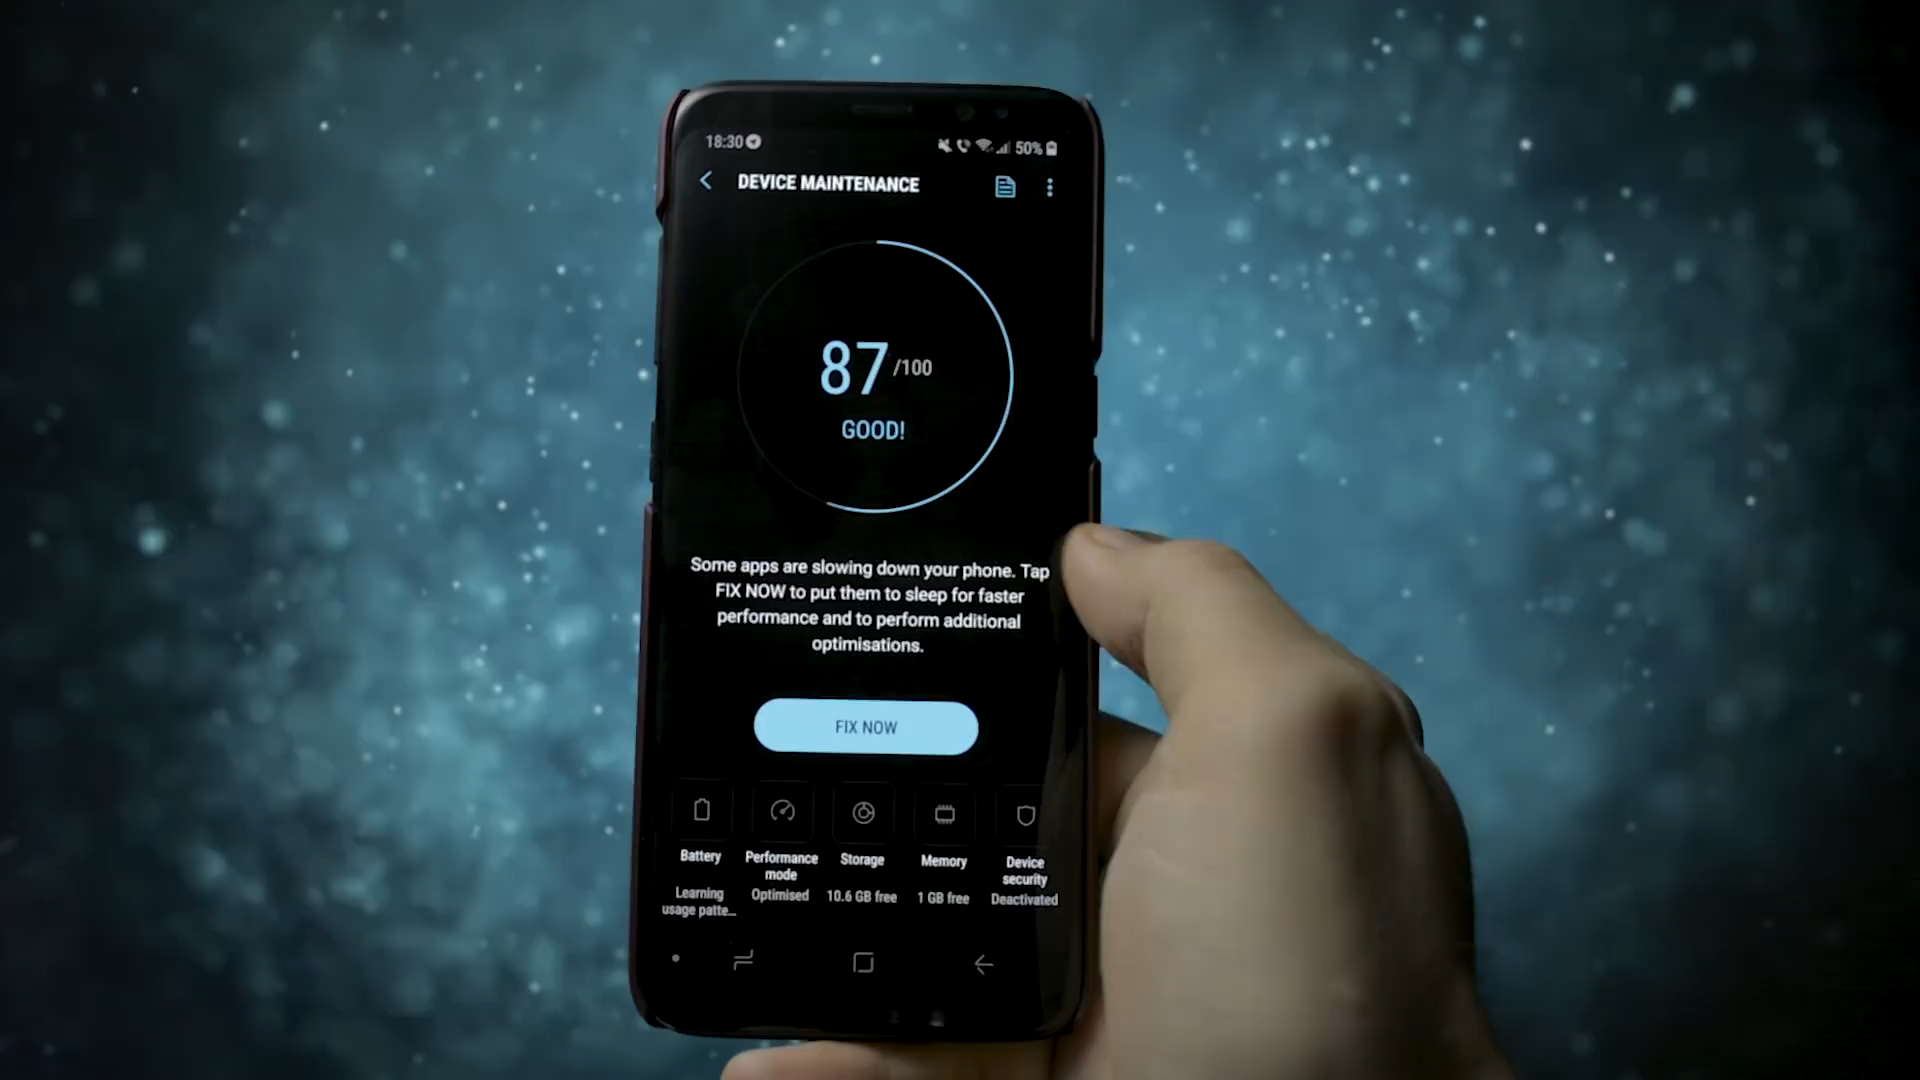 18:30
50%
DEVICE MAINTENANCE
87 /100
GOOD!
Some apps are slowing down your phone. Tap
FIX NOW to put them to sleep for faster
performance and to perform additional
optimisations.
FIX NOW
Battery
Learning
usage patte...
Performance
mode
Optimised
Storage
10.6 GB free
Memory
1 GB free
Device
security
Deactivated